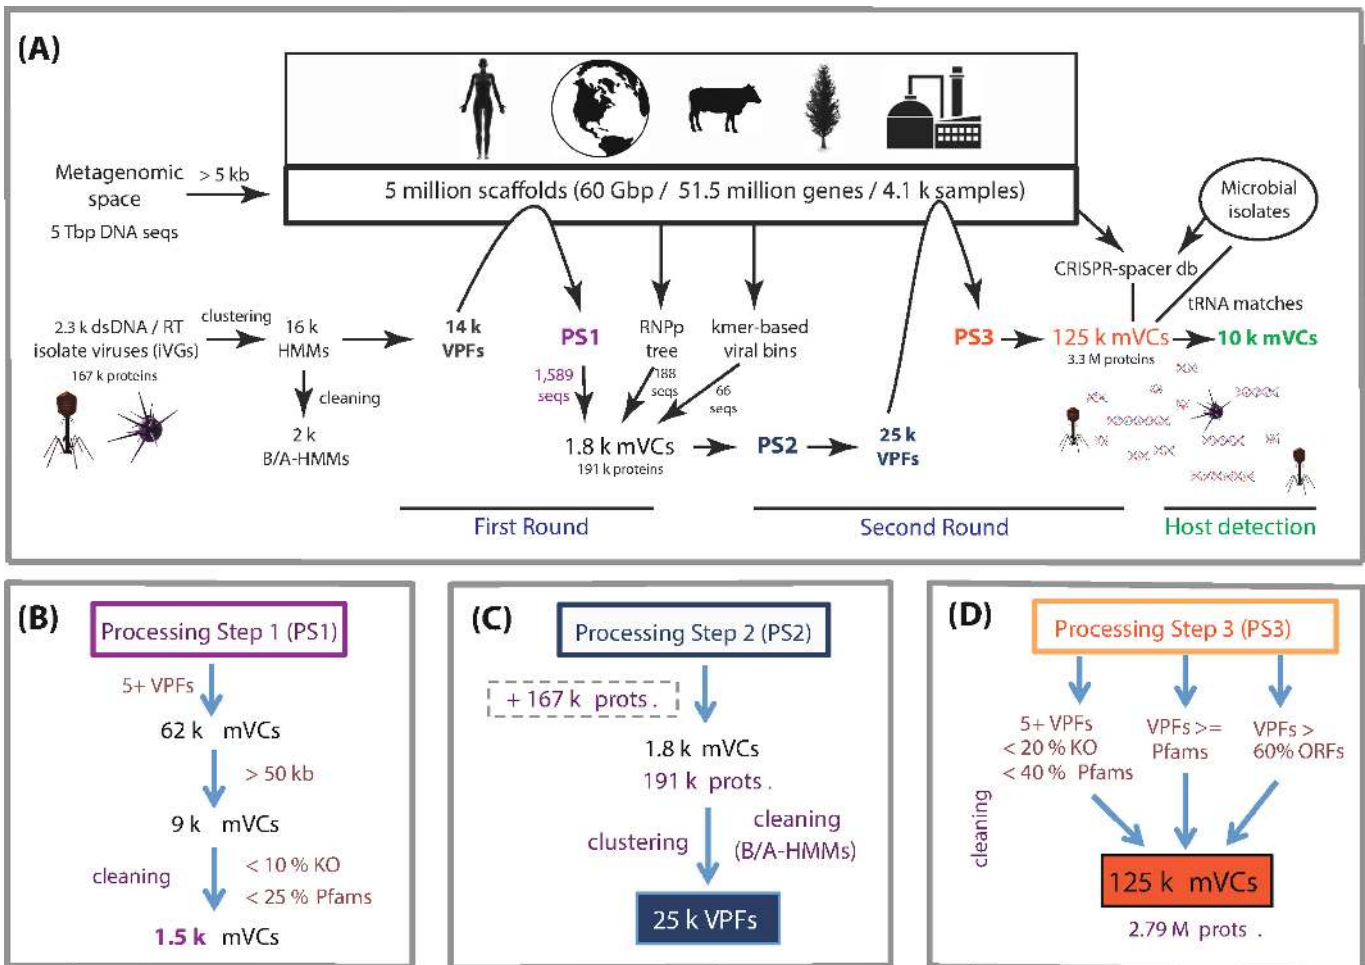 (A)
Metagenomic
space
5 Tbp DNA seqs
> 5 kb
5 million scaffolds (60 Gbp / 51.5 million genes / 4.1 k samples)
Microbial
isolates
CRISPR-spacer db
tRNA matches
2.3 k dsDNA / RT
isolate viruses (iVGs)
167 k proteins
clustering
16 k
HMMs
cleaning
2 k
B/A-HMMs
14 k
VPFs
PS1
1,589
seqs
RNPp
tree
188
seqs
kmer-based
viral bins
66
seqs
1.8 k mVCs
191 k proteins
PS2
25 k
VPFs
PS3
125 k mVCs
3.3 M proteins
10 k mVCs
First Round
Second Round
Host detection
(B)
Processing Step 1 (PS1)
5+ VPFs
62 k mVCs
> 50 kb
9 k mVCs
cleaning
< 10 % KO
< 25 % Pfams
1.5 k mVCs
(C)
Processing Step 2 (PS2)
+ 167 k prots .
1.8 k mVCs
191 k prots .
clustering
cleaning
(B/A-HMMs)
25 k VPFs
(D)
Processing Step 3 (PS3)
5+ VPFs
< 20 % KO
< 40 % Pfams
VPFs >=
Pfams
VPFs >
60% ORFs
cleaning
125 k mVCs
2.79 M prots .